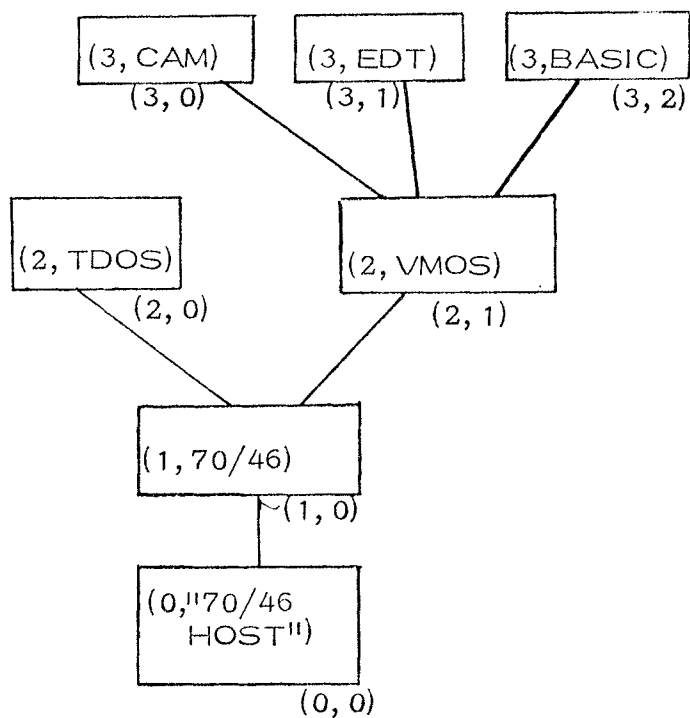 (3, CAM)
(3, EDT)
(3,BASIC)
(3, 0)
(3, 1)
(3, 2)
(2, TDOS)
(2, VMOS)
(2, 0)
(2, 1)
(1, 70/46)
(1, 0)
(0,"70/46
HOST")
(0, 0)